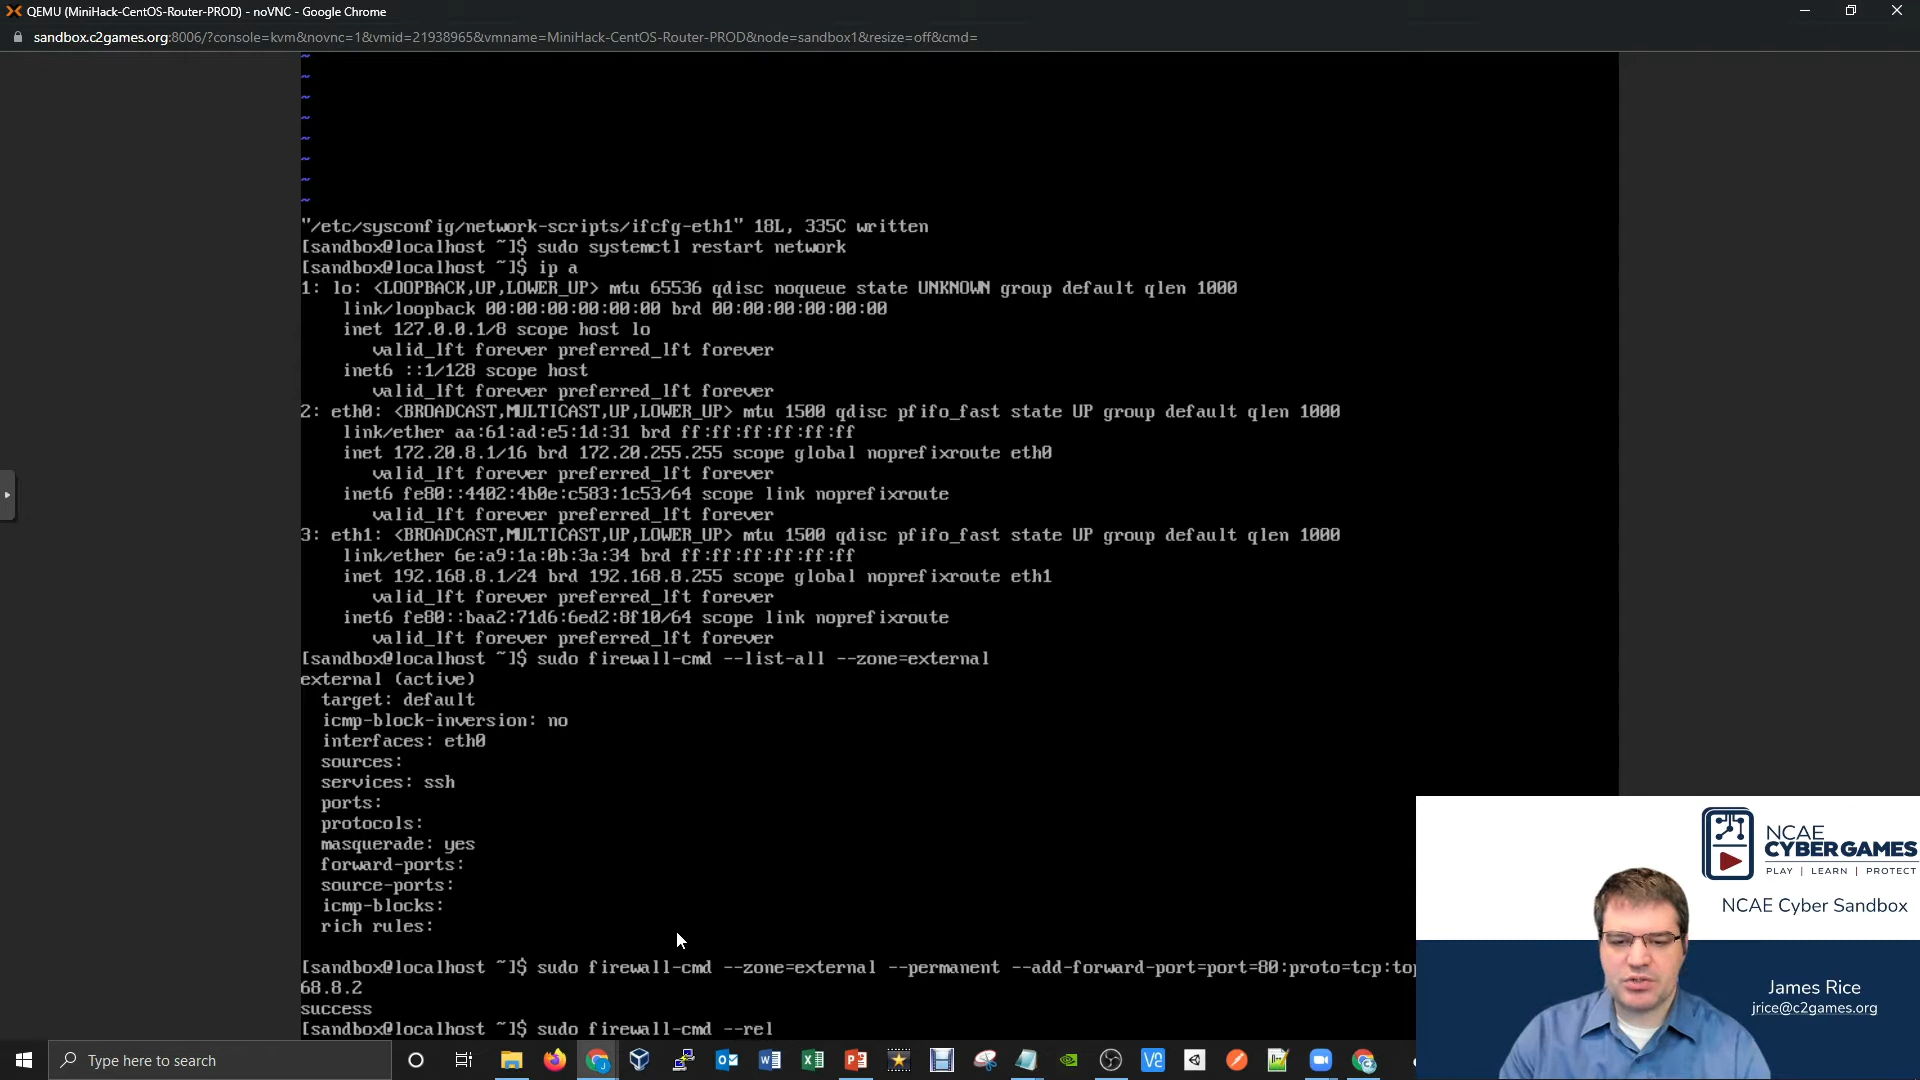 QEMU (MiniHack-CentOS-Router-PROD) - noVNC - Google Chrome
sandbox.c2games.org:8006/?console=kvm&novnc=1&vmid=21938965&vmname=MiniHack-CentOS-Router-PROD&node=sandbox1&resize=off&cmd=
~
~
~
~
~
~
~
~
"/etc/sysconfig/network-scripts/ifcfg-eth1" 18L, 335C written
[sandbox@localhost ~]$ sudo systemctl restart network
[sandbox@localhost ~]$ ip a
1: lo: <LOOPBACK,UP,LOWER_UP> mtu 65536 qdisc noqueue state UNKNOWN group default qlen 1000
link/loopback 00:00:00:00:00:00 brd 00:00:00:00:00:00
inet 127.0.0.1/8 scope host lo
valid_lft forever preferred_lft forever
inet6 ::1/128 scope host
valid_lft forever preferred_lft forever
2: eth0: <BROADCAST,MULTICAST,UP,LOWER_UP> mtu 1500 qdisc pfifo_fast state UP group default qlen 1000
link/ether aa:61:ad:e5:1d:31 brd ff:ff:ff:ff:ff:ff
inet 172.20.8.1/16 brd 172.20.255.255 scope global noprefixroute eth0
valid_lft forever preferred_lft forever
inet6 fe80::4402:4b0e:c583:1c53/64 scope link noprefixroute
valid_lft forever preferred_lft forever
3: eth1: <BROADCAST,MULTICAST,UP,LOWER_UP> mtu 1500 qdisc pfifo_fast state UP group default qlen 1000
link/ether 6e:a9:1a:0b:3a:34 brd ff:ff:ff:ff:ff:ff
inet 192.168.8.1/24 brd 192.168.8.255 scope global noprefixroute eth1
valid_lft forever preferred_lft forever
inet6 fe80::baa2:71d6:6ed2:8f10/64 scope link noprefixroute
valid_lft forever preferred_lft forever
[sandbox@localhost ~]$ sudo firewall-cmd --list-all --zone=external
external (active)
target: default
icmp-block-inversion: no
interfaces: eth0
sources:
services: ssh
ports:
protocols:
masquerade: yes
forward-ports:
source-ports:
icmp-blocks:
rich rules:
[sandbox@localhost ~]$ sudo firewall-cmd --zone=external --permanent --add-forward-port=port=80:proto=tcp:top
68.8.2
success
[sandbox@localhost ~]$ sudo firewall-cmd --rel
NCAE
CYBERGAMES
PLAY | LEARN | PROTECT
NCAE Cyber Sandbox
James Rice
jrice@c2games.org
Type here to search